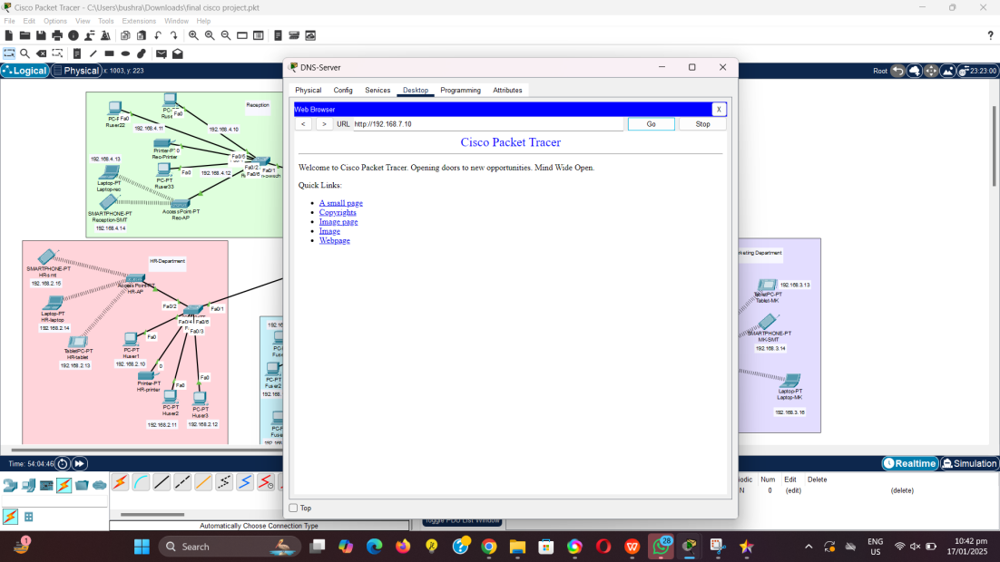 Cisco Packet Tracer - C:\Users\bushra\Downloads\final cisco project.pkt
File Edit Options View Tools Extensions Window Help
Logical Physical x: 1003, y: 223
Root 23:23:00
DNS-Server
Physical Config Services Desktop Programming Attributes
Web Browser X
< > URL http://192.168.7.10 Go Stop
Cisco Packet Tracer
Welcome to Cisco Packet Tracer. Opening doors to new opportunities. Mind Wide Open.
Quick Links:
A small page
Copyrights
Image page
Image
Webpage
Top
Reception
Fa0
Ruser22
Fa0
192.168.4.11
192.168.4.10
Printer-PT
Rec-Printer
192.168.4.13
Fa0/5
Fa0/2
Fa0/1
Fa0
192.168.4.12
PC-PT
Ruser33
Laptop-PT
Laptop-rec
AccessPoint-PT
Rec-AP
SMARTPHONE-PT
Reception-SMT
192.168.4.14
HR-Department
SMARTPHONE-PT
HR-smt
192.168.2.15
Access Point-PT
HR-AP
Fa0/2
Fa0/1
Laptop-PT
HR-laptop
192.168.2.14
Fa0/4
Fa0/6
Fa0/3
Fa0
TabletPC-PT
HR-tablet
192.168.2.13
PC-PT
Huser1
192.168.2.10
0
Printer-PT
HR-printer
Fa0
Fa0
PC-PT
Huser2
192.168.2.11
PC-PT
Huser3
192.168.2.12
keting Department
192.168.3.13
TabletPC-PT
Tablet-MK
SMARTPHONE-PT
MK-SMT
192.168.3.14
Laptop-PT
Laptop-MK
192.168.3.16
Time: 54:04:46
Realtime Simulation
Automatically Choose Connection Type
Toggle PDU List Window
iodic Num Edit Delete
N 0 (edit) (delete)
1
Search
28
ENG
US
10:42 pm
17/01/2025